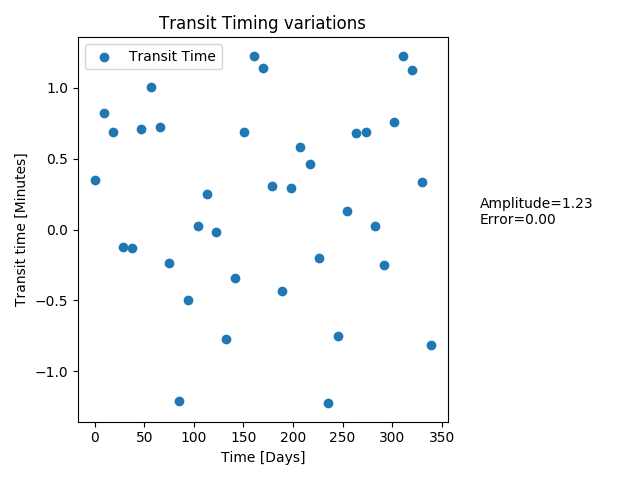 Transit Timing variations
Transit Time
1.0
0.5
0.0
−0.5
−1.0
Transit time [Minutes]
0 50 100 150 200 250 300 350
Time [Days]
Amplitude=1.23
Error=0.00